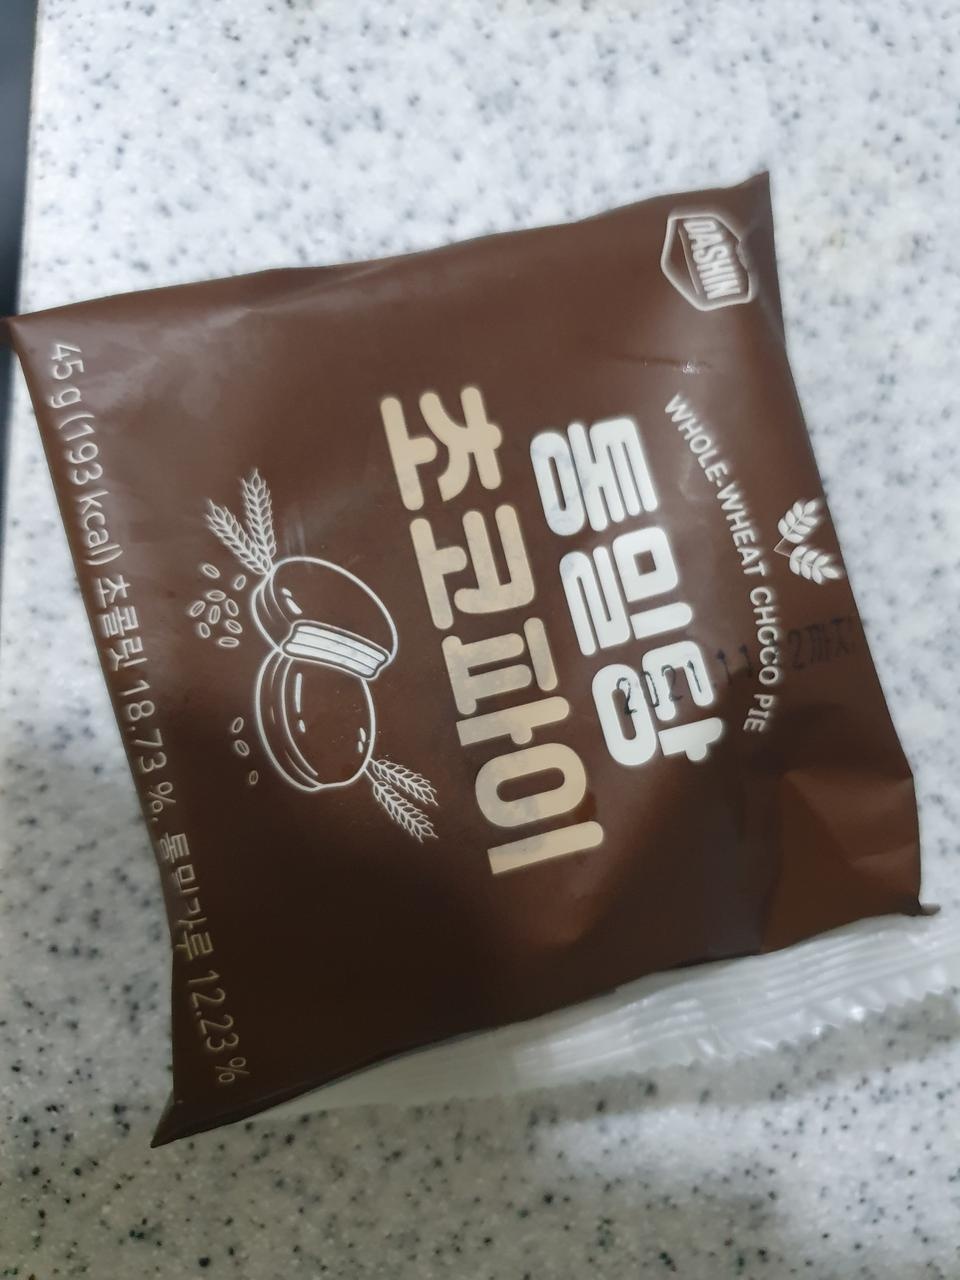 DASHIN
WHOLE-WHEAT CHOCO PIE
통밀당
초코파이
45 g (193 kcal) 초콜릿 18.73 %, 통밀가루 12.23 %